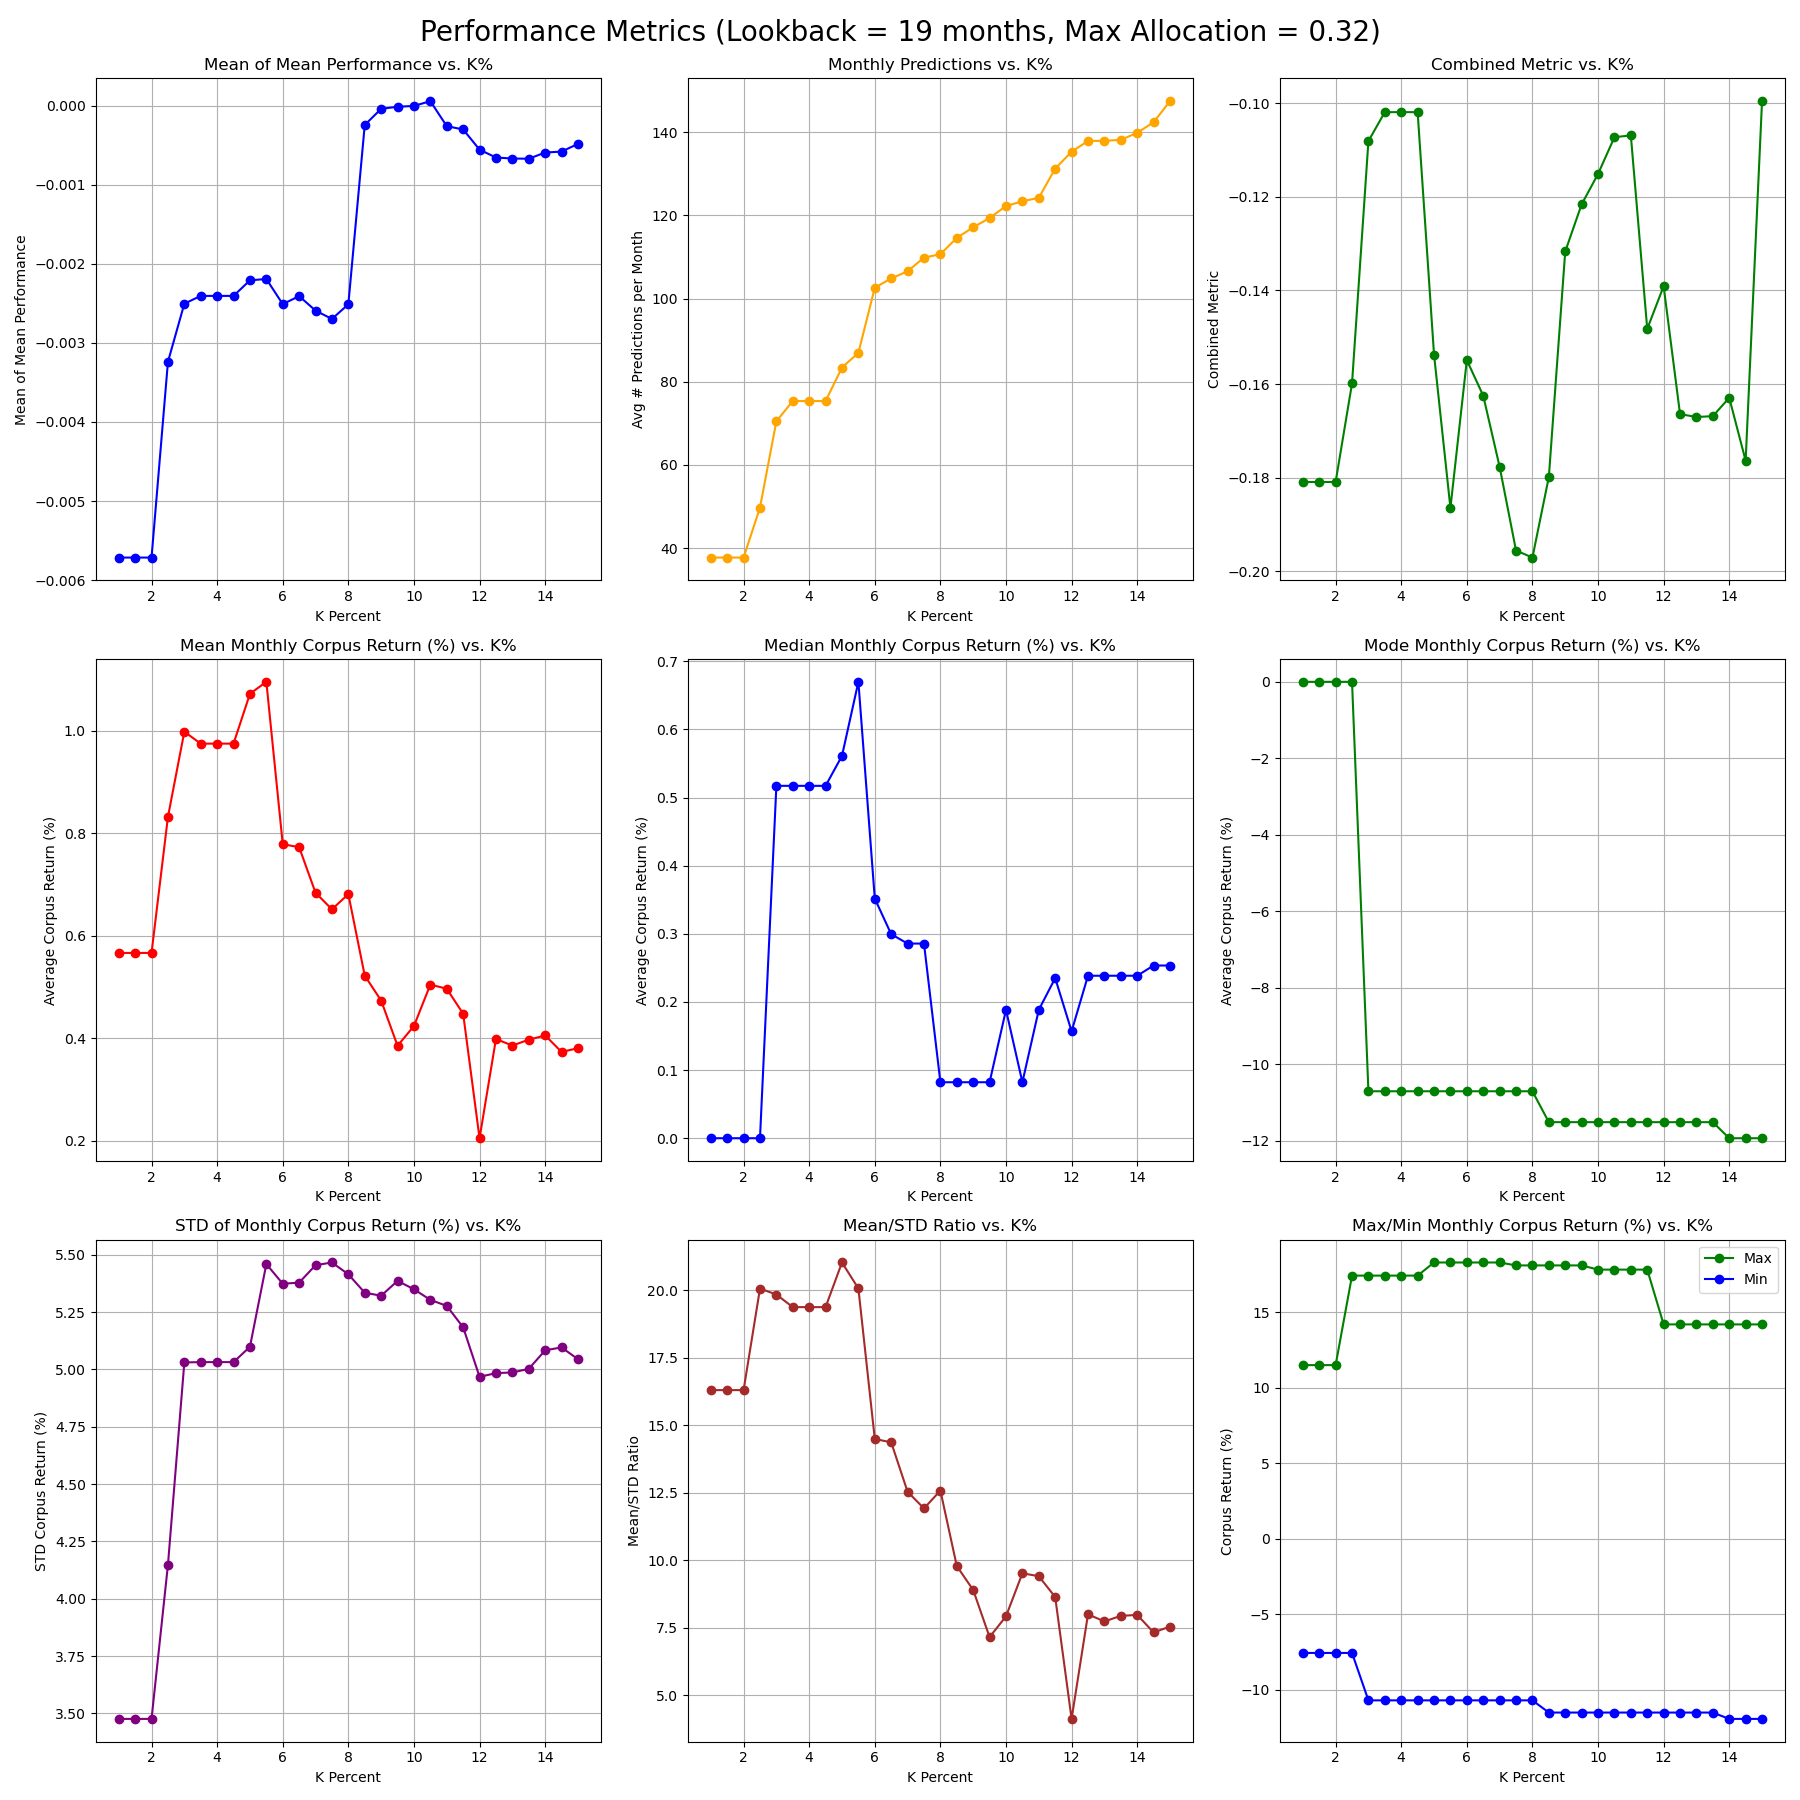 Performance Metrics (Lookback = 19 months, Max Allocation = 0.32)
Mean of Mean Performance vs. K%
Mean of Mean Performance
0.000
−0.001
−0.002
−0.003
−0.004
−0.005
−0.006
2 4 6 8 10 12 14
K Percent
Monthly Predictions vs. K%
Avg # Predictions per Month
140
120
100
80
60
40
2 4 6 8 10 12 14
K Percent
Combined Metric vs. K%
Combined Metric
−0.10
−0.12
−0.14
−0.16
−0.18
−0.20
2 4 6 8 10 12 14
K Percent
Mean Monthly Corpus Return (%) vs. K%
Average Corpus Return (%)
1.0
0.8
0.6
0.4
0.2
2 4 6 8 10 12 14
K Percent
Median Monthly Corpus Return (%) vs. K%
Average Corpus Return (%)
0.7
0.6
0.5
0.4
0.3
0.2
0.1
0.0
2 4 6 8 10 12 14
K Percent
Mode Monthly Corpus Return (%) vs. K%
Average Corpus Return (%)
0
−2
−4
−6
−8
−10
−12
2 4 6 8 10 12 14
K Percent
STD of Monthly Corpus Return (%) vs. K%
STD Corpus Return (%)
5.50
5.25
5.00
4.75
4.50
4.25
4.00
3.75
3.50
2 4 6 8 10 12 14
K Percent
Mean/STD Ratio vs. K%
Mean/STD Ratio
20.0
17.5
15.0
12.5
10.0
7.5
5.0
2 4 6 8 10 12 14
K Percent
Max/Min Monthly Corpus Return (%) vs. K%
Max
Min
Corpus Return (%)
15
10
5
0
−5
−10
2 4 6 8 10 12 14
K Percent